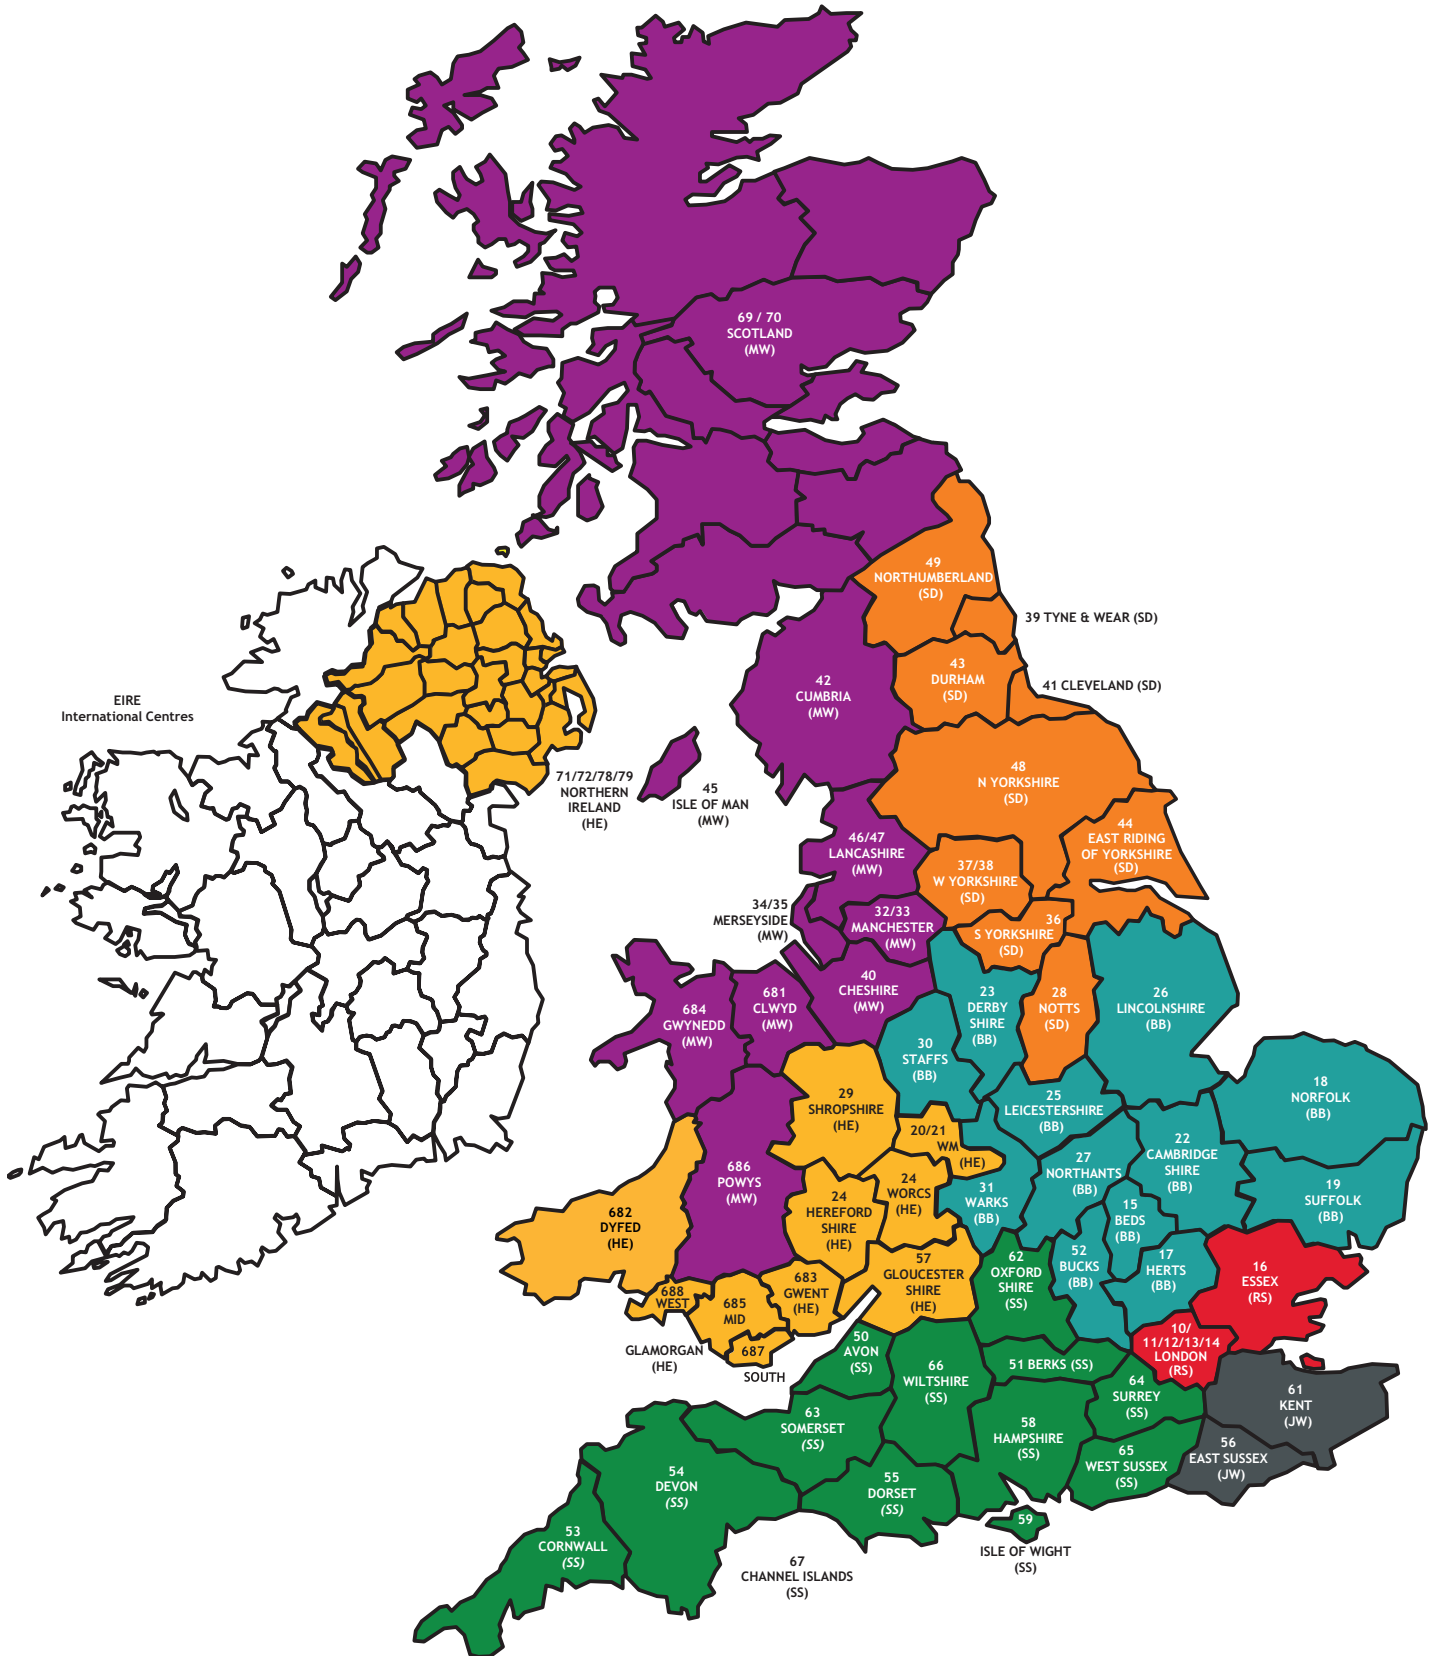 69 / 70
SCOTLAND
(MW)
49
NORTHUMBERLAND
(SD)
39 TYNE & WEAR (SD)
43
DURHAM
(SD)
41 CLEVELAND (SD)
42
CUMBRIA
(MW)
EIRE
International Centres
48
N YORKSHIRE
(SD)
71/72/78/79
NORTHERN
IRELAND
(HE)
45
ISLE OF MAN
(MW)
44
EAST RIDING
OF YORKSHIRE
(SD)
46/47
LANCASHIRE
(MW)
37/38
W YORKSHIRE
(SD)
34/35
MERSEYSIDE
(MW)
32/33
MANCHESTER
(MW)
36
S YORKSHIRE
(SD)
40
CHESHIRE
(MW)
23
DERBY
SHIRE
(BB)
28
NOTTS
(SD)
26
LINCOLNSHIRE
(BB)
684
GWYNEDD
(MW)
681
CLWYD
(MW)
30
STAFFS
(BB)
29
SHROPSHIRE
(HE)
25
LEICESTERSHIRE
(BB)
18
NORFOLK
(BB)
20/21
WM
(HE)
22
CAMBRIDGE
SHIRE
(BB)
686
POWYS
(MW)
27
NORTHANTS
(BB)
24
WORCS
(HE)
31
WARKS
(BB)
24
HEREFORD
SHIRE
(HE)
19
SUFFOLK
(BB)
15
BEDS
(BB)
682
DYFED
(HE)
52
BUCKS
(BB)
17
HERTS
(BB)
62
OXFORD
SHIRE
(SS)
57
GLOUCESTER
SHIRE
(HE)
16
ESSEX
(RS)
683
GWENT
(HE)
688
WEST
685
MID
687
GLAMORGAN
(HE)
SOUTH
50
AVON
(SS)
10/
11/12/13/14
LONDON
(RS)
66
WILTSHIRE
(SS)
51 BERKS (SS)
64
SURREY
(SS)
61
KENT
(JW)
63
SOMERSET
(SS)
58
HAMPSHIRE
(SS)
65
WEST SUSSEX
(SS)
56
EAST SUSSEX
(JW)
54
DEVON
(SS)
55
DORSET
(SS)
53
CORNWALL
(SS)
59
ISLE OF WIGHT
(SS)
67
CHANNEL ISLANDS
(SS)